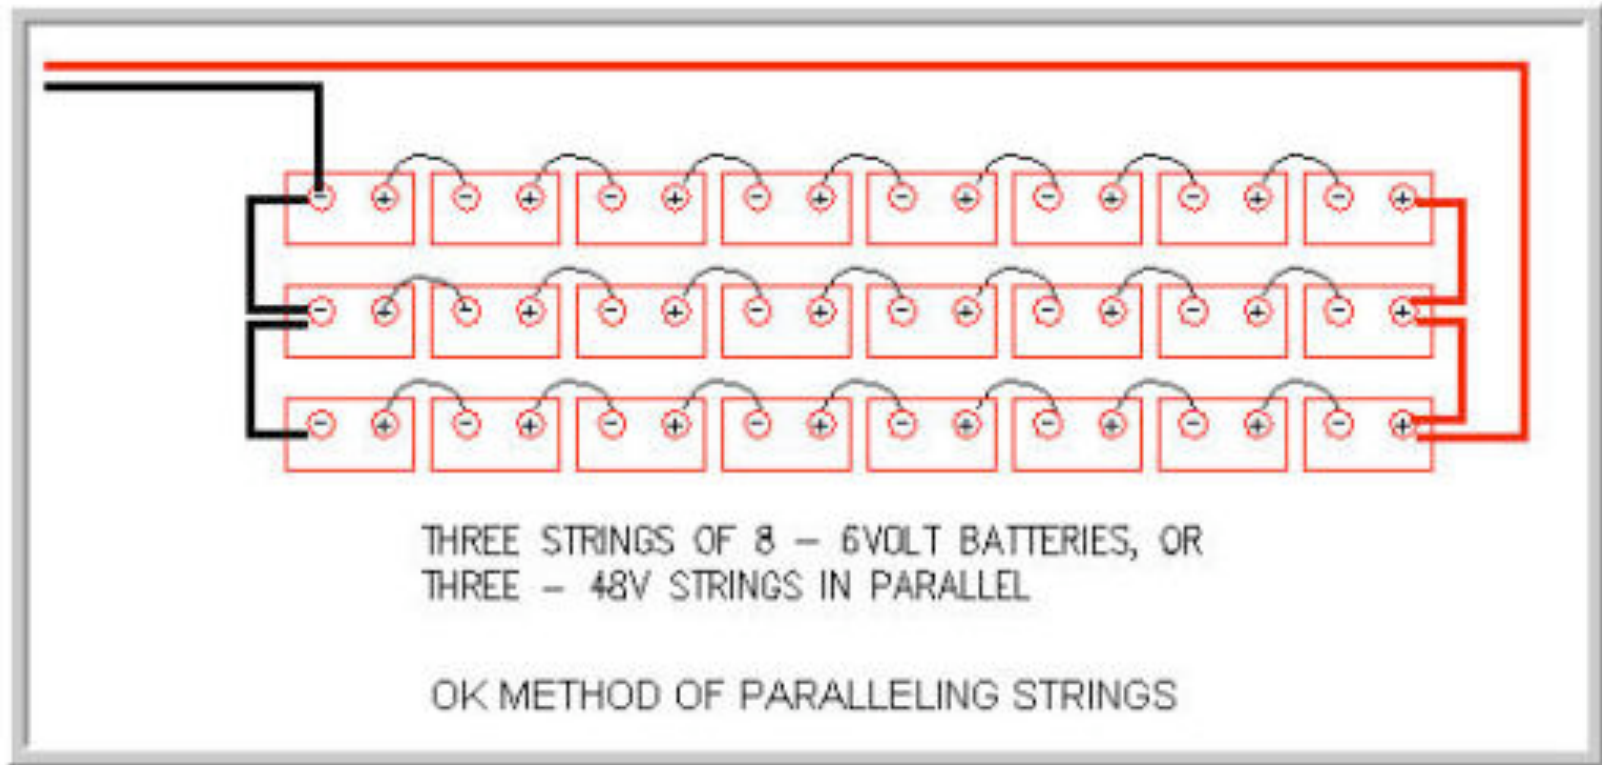 − + − + − + − + − + − + − + − +
− + − + − + − + − + − + − + − +
− + − + − + − + − + − + − + − +
THREE STRINGS OF 8 – 6VOLT BATTERIES, OR
THREE – 48V STRINGS IN PARALLEL
OK METHOD OF PARALLELING STRINGS